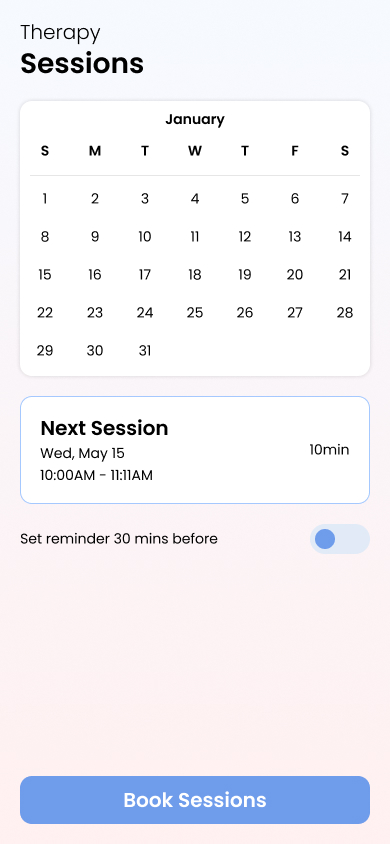 Therapy
Sessions
January
S M T W T F S
1 2 3 4 5 6 7
8 9 10 11 12 13 14
15 16 17 18 19 20 21
22 23 24 25 26 27 28
29 30 31
Next Session
Wed, May 15
10:00AM - 11:11AM
10min
Set reminder 30 mins before
Book Sessions